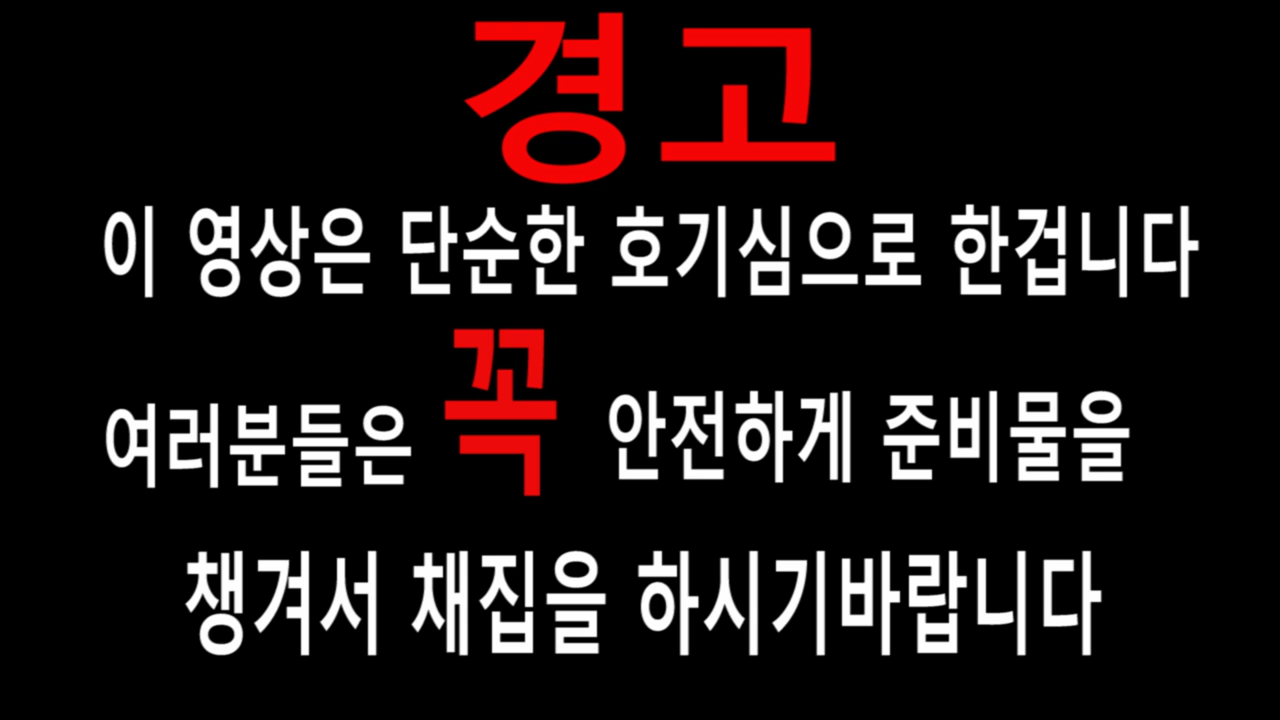 경고
이 영상은 단순한 호기심으로 한겁니다
여러분들은 꼭 안전하게 준비물을
챙겨서 채집을 하시기바랍니다